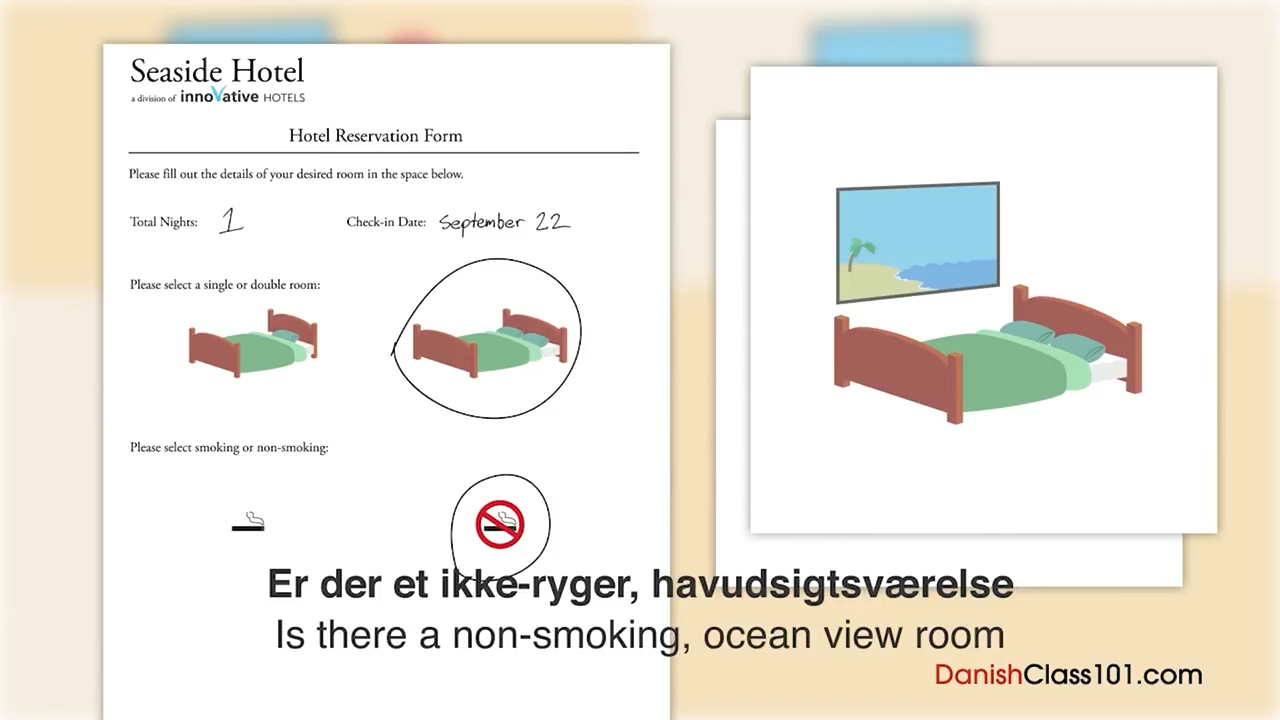 Seaside Hotel
a division of innoVative HOTELS
Hotel Reservation Form
Please fill out the details of your desired room in the space below.
Total Nights: 1 Check-in Date: September 22
Please select a single or double room:
Please select smoking or non-smoking:
Er der et ikke-ryger, havudsigtsværelse
Is there a non-smoking, ocean view room
DanishClass101.com